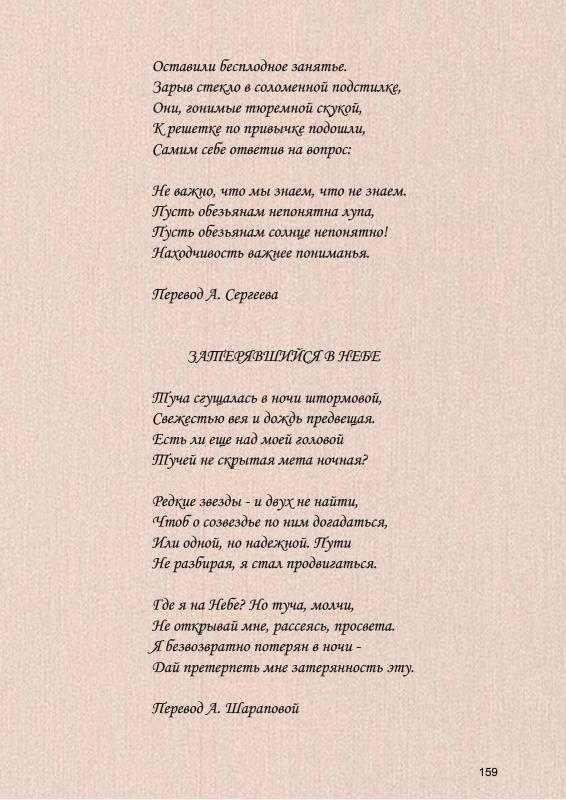 Оставили бесплодное занятье.
Зарыв стекло в соломенной подстилке,
Они, гонимые тюремной скукой,
К решетке по привычке подошли,
Самим себе ответив на вопрос:
Не важно, что мы знаем, что не знаем.
Пусть обезьянам непонятна лупа,
Пусть обезьянам солнце непонятно!
Находчивость важнее пониманья.
Перевод А. Сергеева
ЗАТЕРЯВШИЙСЯ В НЕБЕ
Туча сгущалась в ночи штормовой,
Свежестью вея и дождь предвещая.
Есть ли еще над моей головой
Тучей не скрытая мета ночная?
Редкие звезды - и двух не найти,
Чтоб о созвездье по ним догадаться,
Или одной, но надежной. Пути
Не разбирая, я стал продвигаться.
Где я на Небе? Но туча, молчи,
Не открывай мне, рассеясь, просвета.
Я безвозвратно потерян в ночи -
Дай претерпеть мне затерянность эту.
Перевод А. Шараповой
159